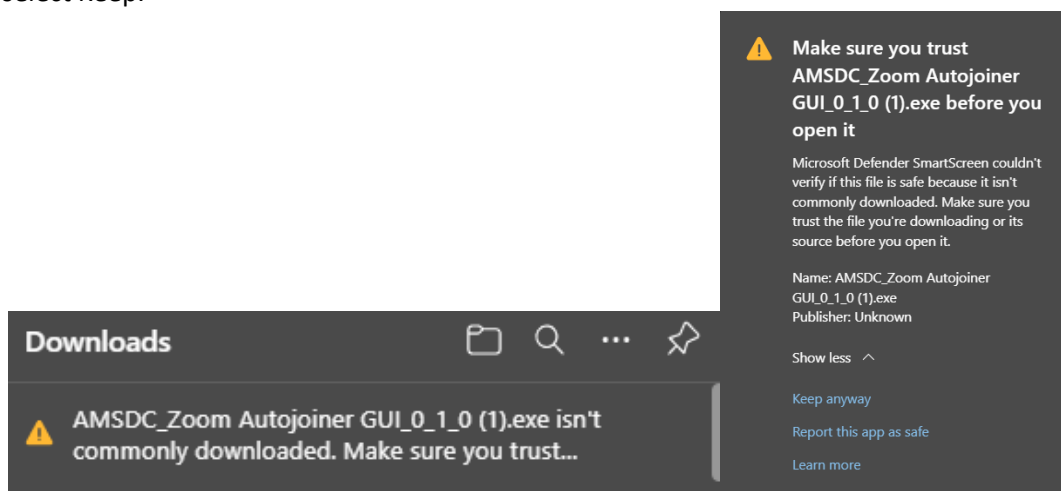 Make sure you trust
AMSDC_Zoom Autojoiner
GUI_0_1_0 (1).exe before you
open it
Microsoft Defender SmartScreen couldn't
verify if this file is safe because it isn't
commonly downloaded. Make sure you
trust the file you're downloading or its
source before you open it.
Name: AMSDC_Zoom Autojoiner
GUI_0_1_0 (1).exe
Publisher: Unknown
Show less
Keep anyway
Report this app as safe
Learn more
Downloads
AMSDC_Zoom Autojoiner GUI_0_1_0 (1).exe isn't
commonly downloaded. Make sure you trust...